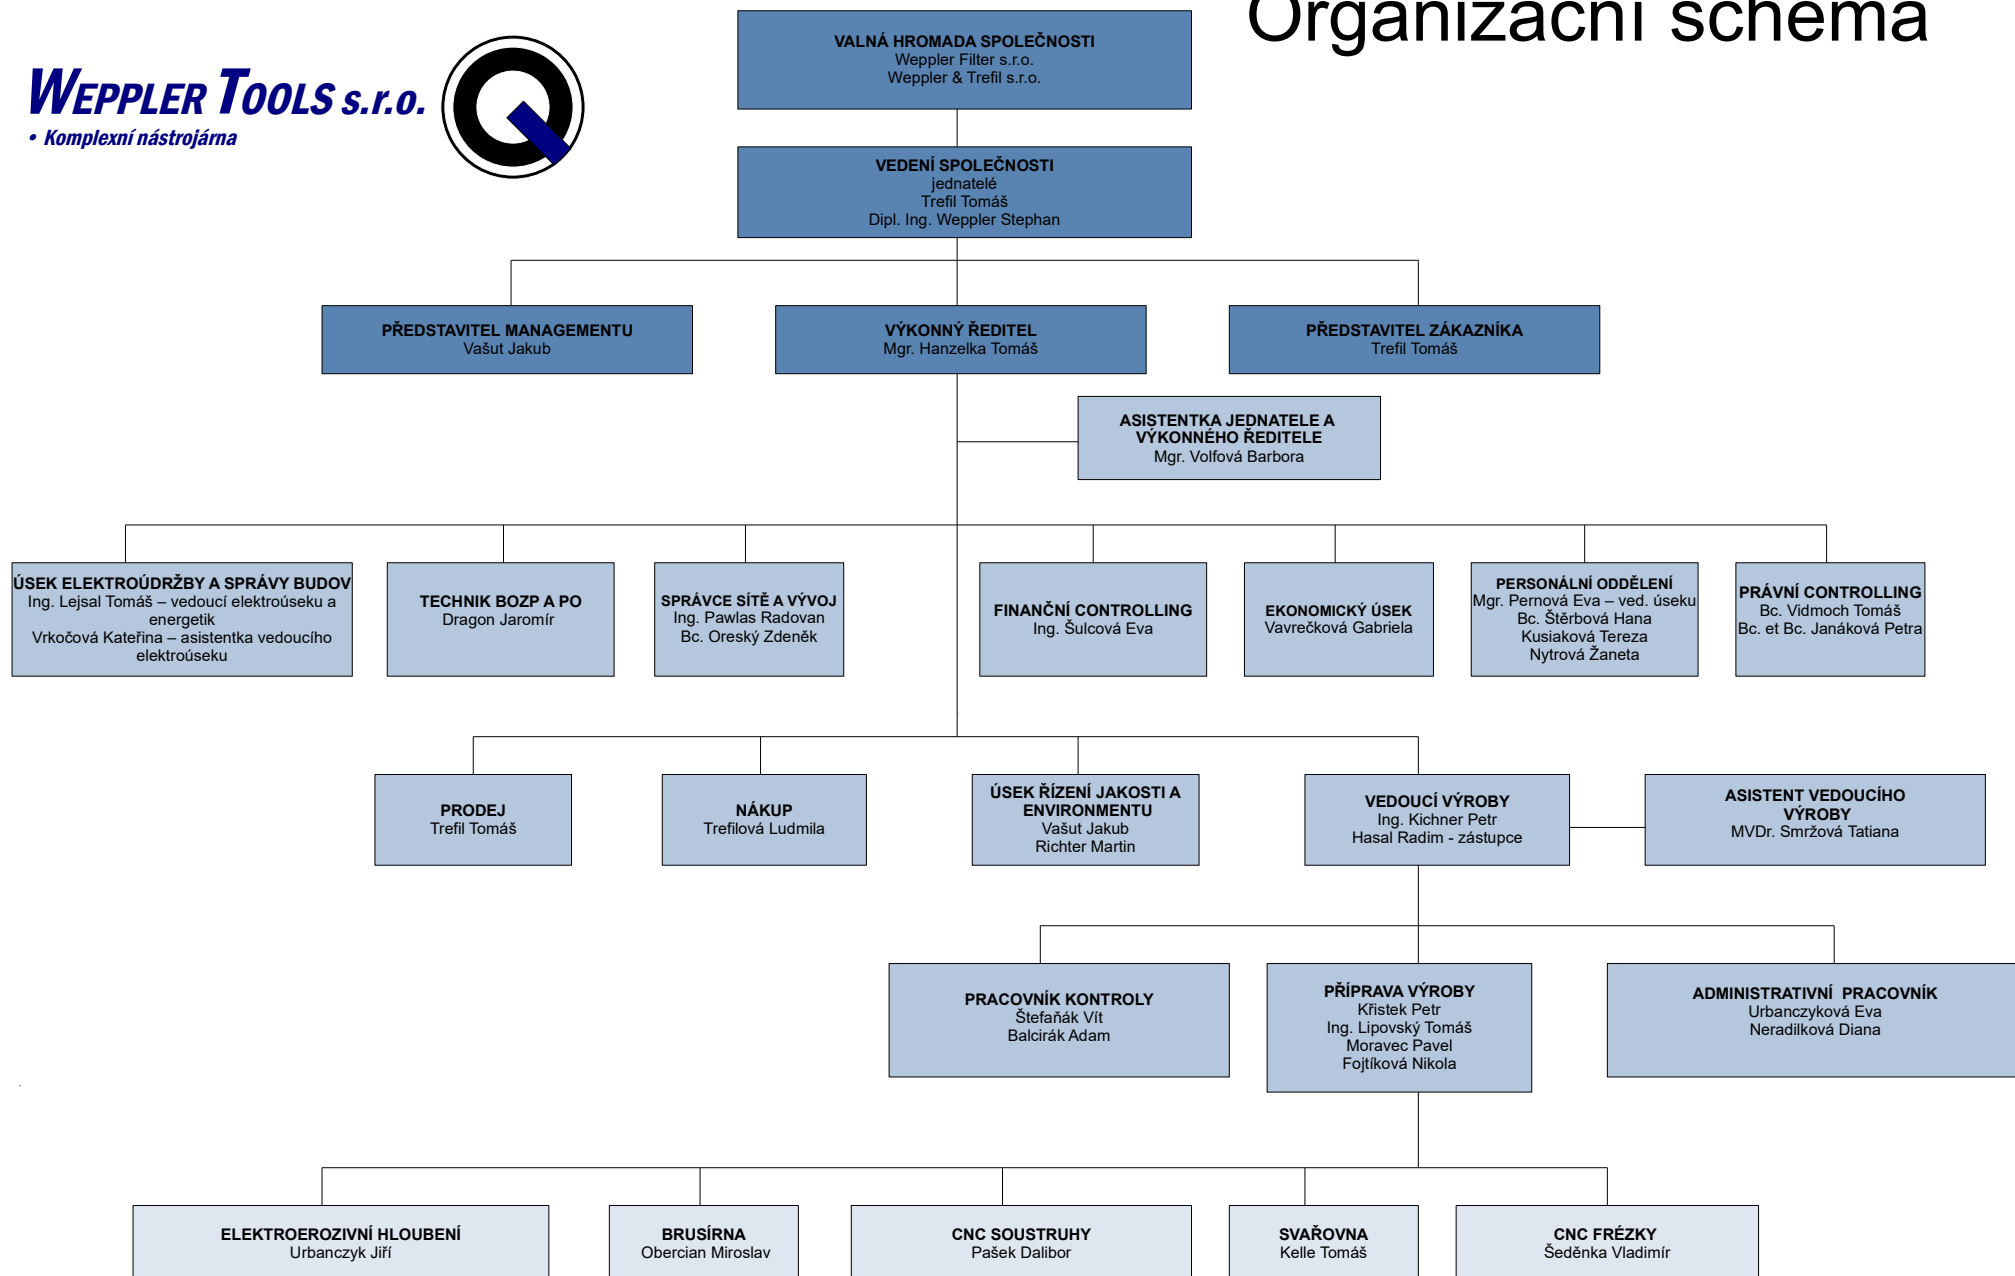 Organizační schéma
WEPPLER TOOLS s.r.o.
• Komplexní nástrojárna
VALNÁ HROMADA SPOLEČNOSTI
Weppler Filter s.r.o.
Weppler & Trefil s.r.o.
VEDENÍ SPOLEČNOSTI
jednatelé
Trefil Tomáš
Dipl. Ing. Weppler Stephan
PŘEDSTAVITEL MANAGEMENTU
Vašut Jakub
VÝKONNÝ ŘEDITEL
Mgr. Hanzelka Tomáš
PŘEDSTAVITEL ZÁKAZNÍKA
Trefil Tomáš
ASISTENTKA JEDNATELE A
VÝKONNÉHO ŘEDITELE
Mgr. Volfová Barbora
ÚSEK ELEKTROÚDRŽBY A SPRÁVY BUDOV
Ing. Lejsal Tomáš – vedoucí elektroúseku a
energetik
Vrkočová Kateřina – asistentka vedoucího
elektroúseku
TECHNIK BOZP A PO
Dragon Jaromír
SPRÁVCE SÍTĚ A VÝVOJ
Ing. Pawlas Radovan
Bc. Oreský Zdeněk
FINANČNÍ CONTROLLING
Ing. Šulcová Eva
EKONOMICKÝ ÚSEK
Vavrečková Gabriela
PERSONÁLNÍ ODDĚLENÍ
Mgr. Pernová Eva – ved. úseku
Bc. Štěrbová Hana
Kusiaková Tereza
Nytrová Žaneta
PRÁVNÍ CONTROLLING
Bc. Vidmoch Tomáš
Bc. et Bc. Janáková Petra
PRODEJ
Trefil Tomáš
NÁKUP
Trefilová Ludmila
ÚSEK ŘÍZENÍ JAKOSTI A
ENVIRONMENTU
Vašut Jakub
Richter Martin
VEDOUCÍ VÝROBY
Ing. Kichner Petr
Hasal Radim - zástupce
ASISTENT VEDOUCÍHO
VÝROBY
MVDr. Smržová Tatiana
PRACOVNÍK KONTROLY
Štefaňák Vít
Balcirák Adam
PŘÍPRAVA VÝROBY
Křistek Petr
Ing. Lipovský Tomáš
Moravec Pavel
Fojtíková Nikola
ADMINISTRATIVNÍ  PRACOVNÍK
Urbanczyková Eva
Neradilková Diana
ELEKTROEROZIVNÍ HLOUBENÍ
Urbanczyk Jiří
BRUSÍRNA
Obercian Miroslav
CNC SOUSTRUHY
Pašek Dalibor
SVAŘOVNA
Kelle Tomáš
CNC FRÉZKY
Šeděnka Vladimír